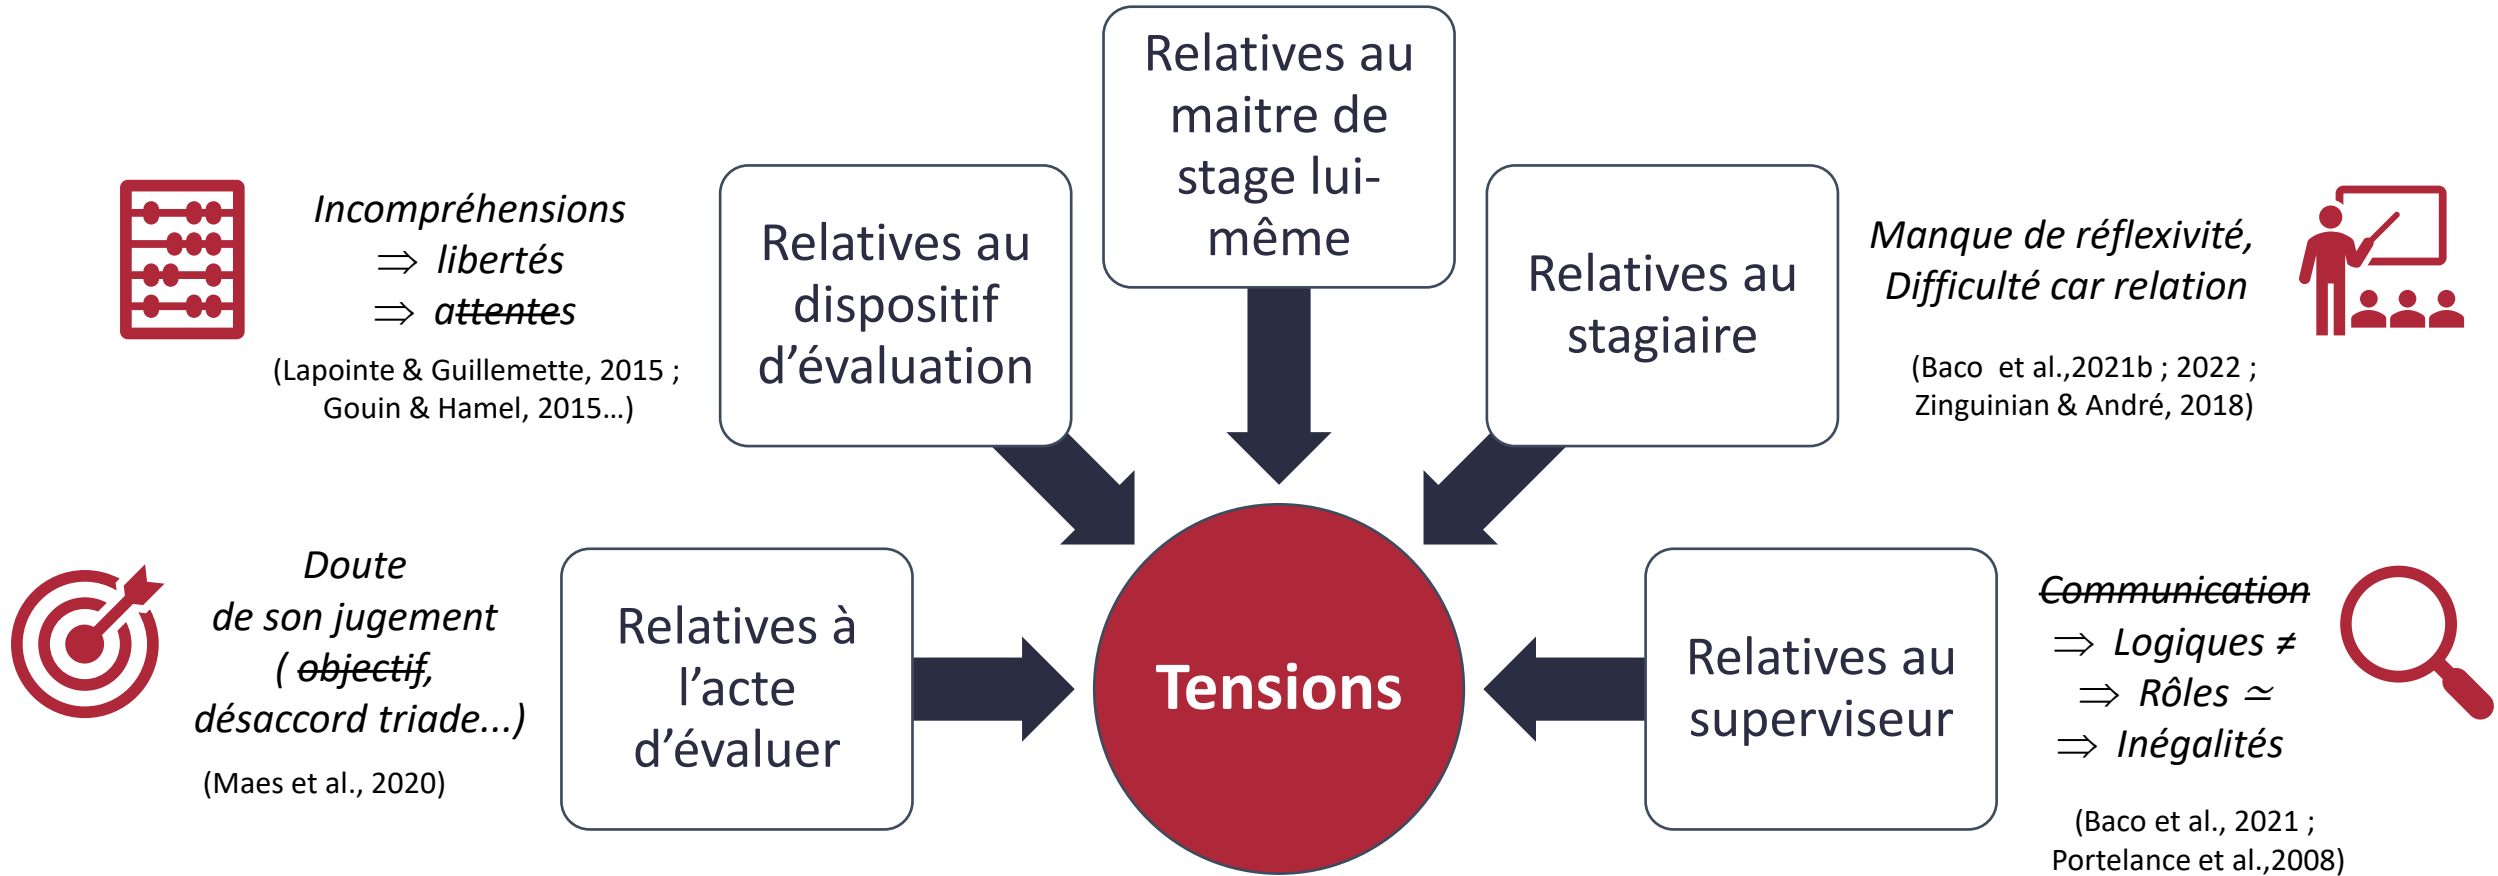 Incompréhensions
⇒ libertés
⇒ attentes
(Lapointe & Guillemette, 2015 ;
Gouin & Hamel, 2015…)
Doute
de son jugement
( objectif,
désaccord triade...)
(Maes et al., 2020)
Relatives à
l’acte
d’évaluer
Relatives au
dispositif
d’évaluation
Relatives au
maitre de
stage lui-
même
Relatives au
stagiaire
Relatives au
superviseur
Tensions
Manque de réflexivité,
Difficulté car relation
(Baco et al.,2021b ; 2022 ;
Zinguinian & André, 2018)
Communication
⇒ Logiques ≠
⇒ Rôles ≃
⇒ Inégalités
(Baco et al., 2021 ;
Portelance et al.,2008)